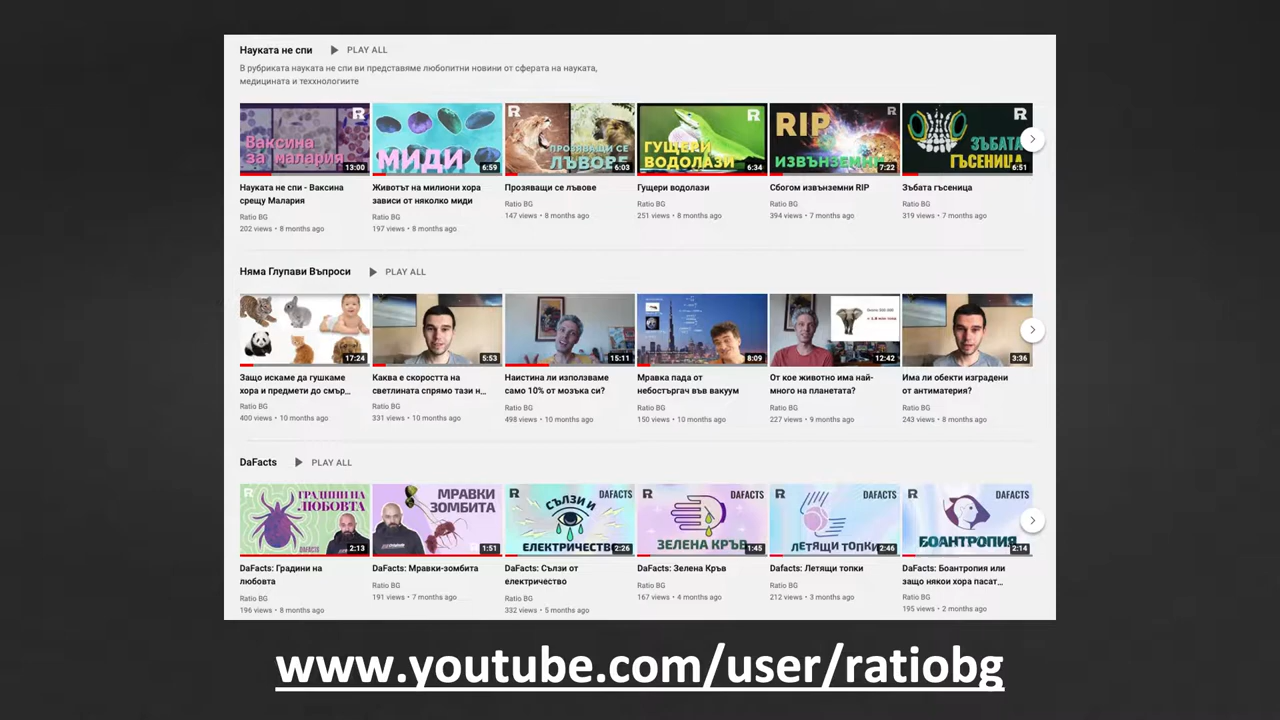 Науката не спи PLAY ALL
В рубриката науката не спи ви представяме любопитни новини от сферата на науката,
медицината и теххнологиите
R
Ваксина
за малария
13:00
МИДИ
6:59
R
ПРОЗЯВАЩИ СЕ
ЛЪВОВЕ
6:03
R
ГУЩЕРИ
ВОДОЛАЗИ
6:34
R
RIP
ИЗВЪНЗЕМНИ
7:22
R
ЗЪБАТА
ГЪСЕНИЦА
6:51
Науката не спи - Ваксина
срещу Малария
Ratio BG
202 views • 8 months ago
Животът на милиони хора
зависи от няколко миди
Ratio BG
197 views • 8 months ago
Прозяващи се лъвове
Ratio BG
147 views • 8 months ago
Гущери водолази
Ratio BG
251 views • 8 months ago
Сбогом извънземни RIP
Ratio BG
394 views • 7 months ago
Зъбата гъсеница
Ratio BG
319 views • 7 months ago
Няма Глупави Въпроси PLAY ALL
17:24
5:53
15:11
8:09
12:42
3:36
Защо искаме да гушкаме
хора и предмети до смър...
Ratio BG
400 views • 10 months ago
Каква е скоростта на
светлината спрямо тази н...
Ratio BG
331 views • 10 months ago
Наистина ли използваме
само 10% от мозъка си?
Ratio BG
498 views • 10 months ago
Мравка пада от
небостъргач във вакуум
Ratio BG
150 views • 10 months ago
От кое животно има най-
много на планетата?
Ratio BG
227 views • 9 months ago
Има ли обекти изградени
от антиматерия?
Ratio BG
243 views • 8 months ago
DaFacts PLAY ALL
R
ГРАДИНИ НА
ЛЮБОВТА
DAFACTS
2:13
МРАВКИ
ЗОМБИТА
1:51
R
DAFACTS
СЪЛЗИ И
ЕЛЕКТРИЧЕСТВО
2:26
R
DAFACTS
ЗЕЛЕНА КРЪВ
1:45
R
DAFACTS
ЛЕТЯЩИ ТОПКИ
2:46
R
DAFACTS
БОАНТРОПИЯ
2:14
DaFacts: Градини на
любовта
Ratio BG
196 views • 8 months ago
DaFacts: Мравки-зомбита
Ratio BG
191 views • 7 months ago
DaFacts: Сълзи от
електричество
Ratio BG
332 views • 5 months ago
DaFacts: Зелена Кръв
Ratio BG
167 views • 4 months ago
Dafacts: Летящи топки
Ratio BG
212 views • 3 months ago
DaFacts: Боантропия или
защо някои хора пасат...
Ratio BG
195 views • 2 months ago
www.youtube.com/user/ratiobg